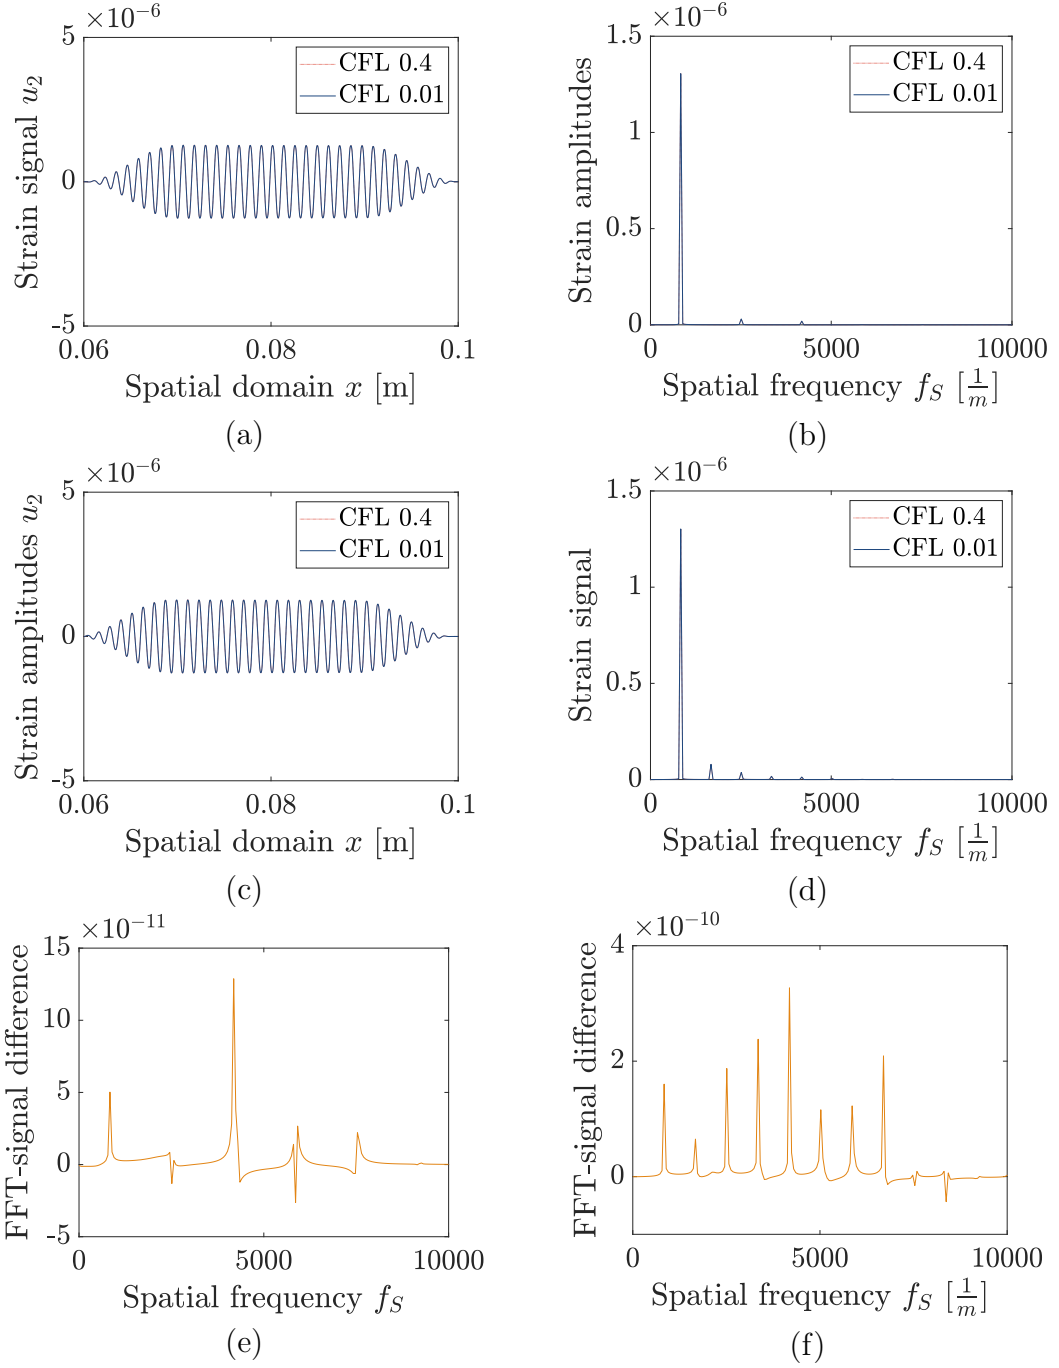 ×10⁻⁶
5
0
-5
Strain signal u₂
CFL 0.4
CFL 0.01
0.06 0.08 0.1
Spatial domain x [m]
(a)
×10⁻⁶
1.5
1
0.5
0
Strain amplitudes
CFL 0.4
CFL 0.01
0 5000 10000
Spatial frequency f_S [1/m]
(b)
×10⁻⁶
5
0
-5
Strain amplitudes u₂
CFL 0.4
CFL 0.01
0.06 0.08 0.1
Spatial domain x [m]
(c)
×10⁻⁶
1.5
1
0.5
0
Strain signal
CFL 0.4
CFL 0.01
0 5000 10000
Spatial frequency f_S [1/m]
(d)
×10⁻¹¹
15
10
5
0
-5
FFT-signal difference
0 5000 10000
Spatial frequency f_S
(e)
×10⁻¹⁰
4
2
0
FFT-signal difference
0 5000 10000
Spatial frequency f_S [1/m]
(f)